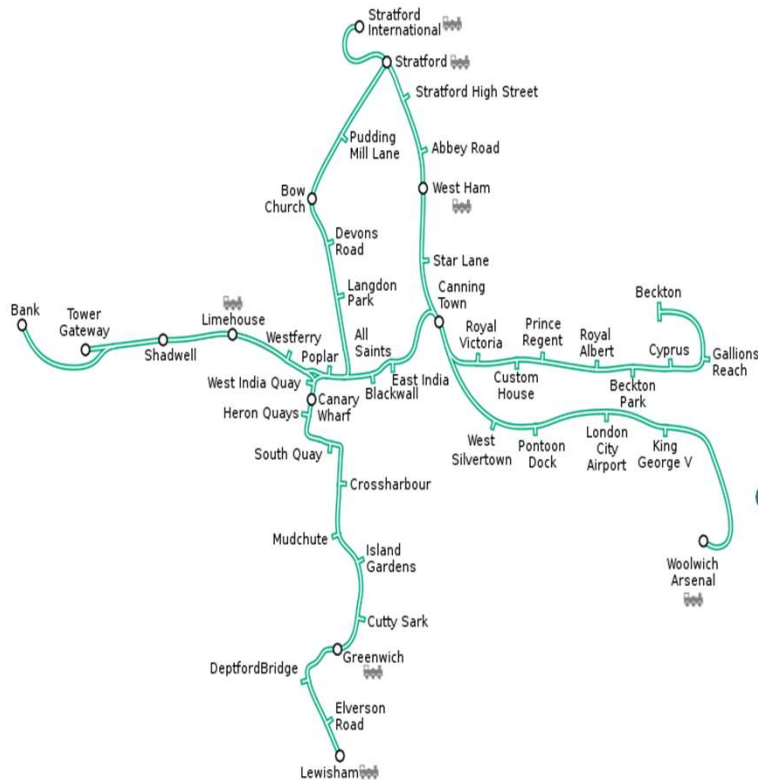 Stratford
International
Stratford
Stratford High Street
Pudding
Mill Lane
Abbey Road
Bow
Church
West Ham
Devons
Road
Star Lane
Langdon
Park
Canning
Town
Beckton
Bank
Tower
Gateway
Shadwell
Limehouse
Westferry
Poplar
All
Saints
Royal
Victoria
Prince
Regent
Royal
Albert
Cyprus
Gallions
Reach
West India Quay
Canary
Wharf
Blackwall
East India
Custom
House
Beckton
Park
Heron Quays
South Quay
West
Silvertown
Pontoon
Dock
London
City
Airport
King
George V
Crossharbour
Mudchute
Island
Gardens
Woolwich
Arsenal
Cutty Sark
Greenwich
DeptfordBridge
Elverson
Road
Lewisham